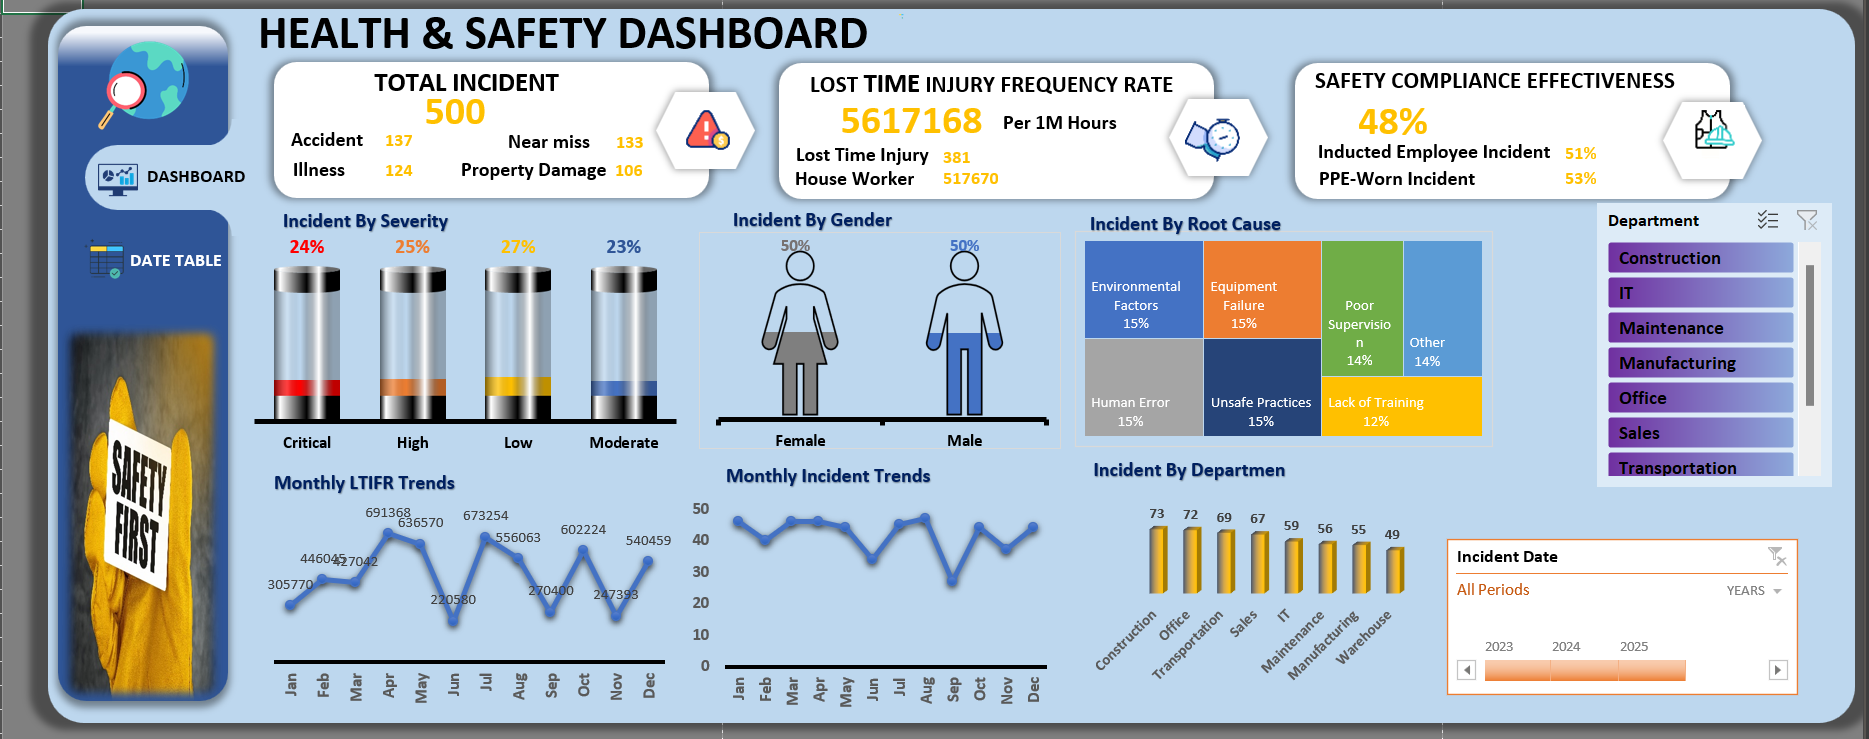 HEALTH & SAFETY DASHBOARD
TOTAL INCIDENT
500
Accident 137 Near miss 133
Illness 124 Property Damage 106
LOST TIME INJURY FREQUENCY RATE
5617168 Per 1M Hours
Lost Time Injury 381
House Worker 517670
SAFETY COMPLIANCE EFFECTIVENESS
48%
Inducted Employee Incident 51%
PPE-Worn Incident 53%
DASHBOARD
DATE TABLE
SAFETY
FIRST
Incident By Severity
24% 25% 27% 23%
Critical High Low Moderate
Incident By Gender
50% 50%
Female Male
Incident By Root Cause
Environmental
Factors
15%
Equipment
Failure
15%
Poor
Supervisio
n
14%
Other
14%
Human Error
15%
Unsafe Practices
15%
Lack of Training
12%
Department
Construction
IT
Maintenance
Manufacturing
Office
Sales
Transportation
Monthly LTIFR Trends
305770 446045 427042 691368 636570 220580 673254 556063 270400 602224 247393 540459
Jan Feb Mar Apr May Jun Jul Aug Sep Oct Nov Dec
Monthly Incident Trends
50
40
30
20
10
0
Jan Feb Mar Apr May Jun Jul Aug Sep Oct Nov Dec
Incident By Departmen
73 72 69 67 59 56 55 49
Construction Office Transportation Sales IT Maintenance Manufacturing Warehouse
Incident Date
All Periods YEARS
2023 2024 2025